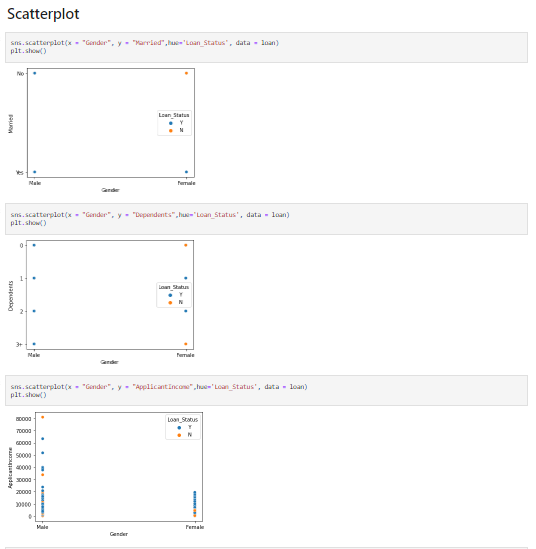 Scatterplot
sns.scatterplot(x = "Gender", y = "Married",hue='Loan_Status', data = loan)
plt.show()
No
Yes
Married
Loan_Status
Y
N
Male
Female
Gender
sns.scatterplot(x = "Gender", y = "Dependents",hue='Loan_Status', data = loan)
plt.show()
0
1
2
3+
Dependents
Loan_Status
Y
N
Male
Female
Gender
sns.scatterplot(x = "Gender", y = "ApplicantIncome",hue='Loan_Status', data = loan)
plt.show()
80000
70000
60000
50000
40000
30000
20000
10000
0
ApplicantIncome
Loan_Status
Y
N
Male
Female
Gender